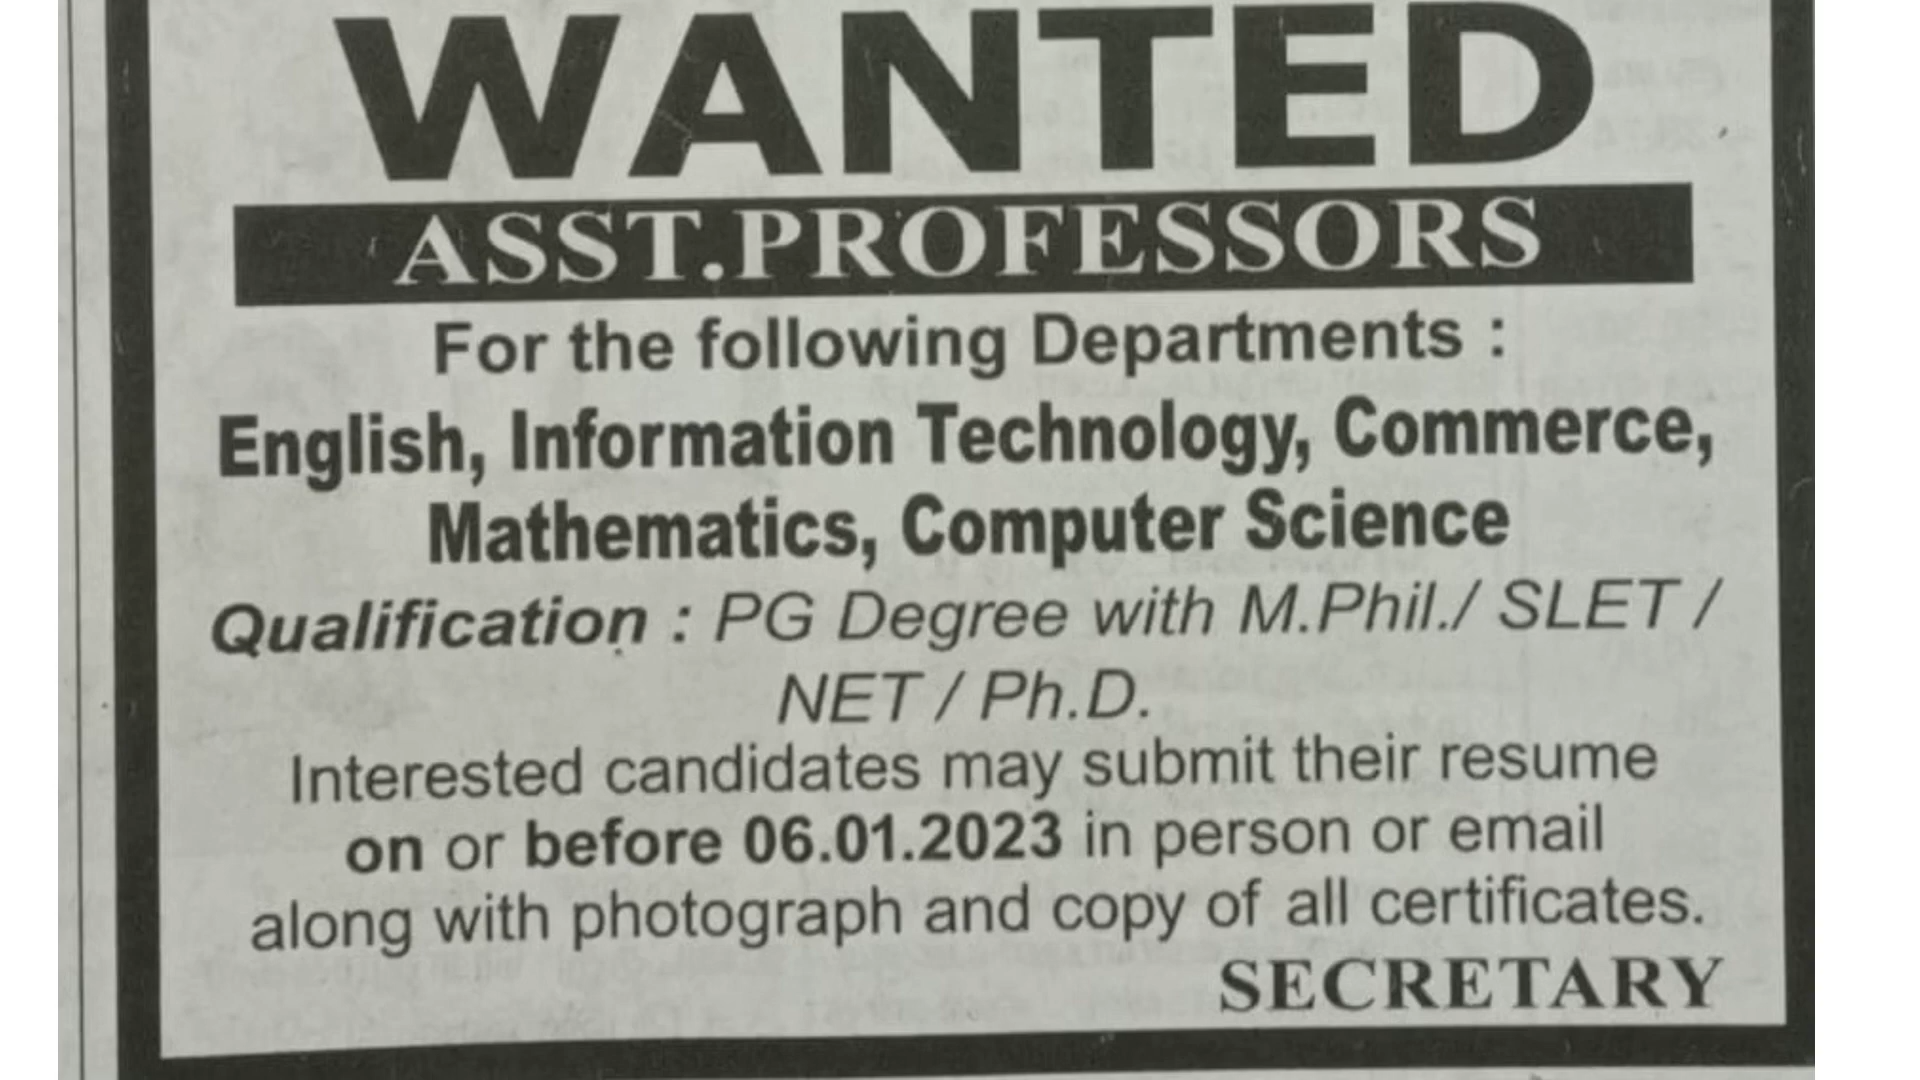 WANTED
ASST.PROFESSORS
For the following Departments :
English, Information Technology, Commerce,
Mathematics, Computer Science
Qualification : PG Degree with M.Phil./ SLET /
NET / Ph.D.
Interested candidates may submit their resume
on or before 06.01.2023 in person or email
along with photograph and copy of all certificates.
SECRETARY